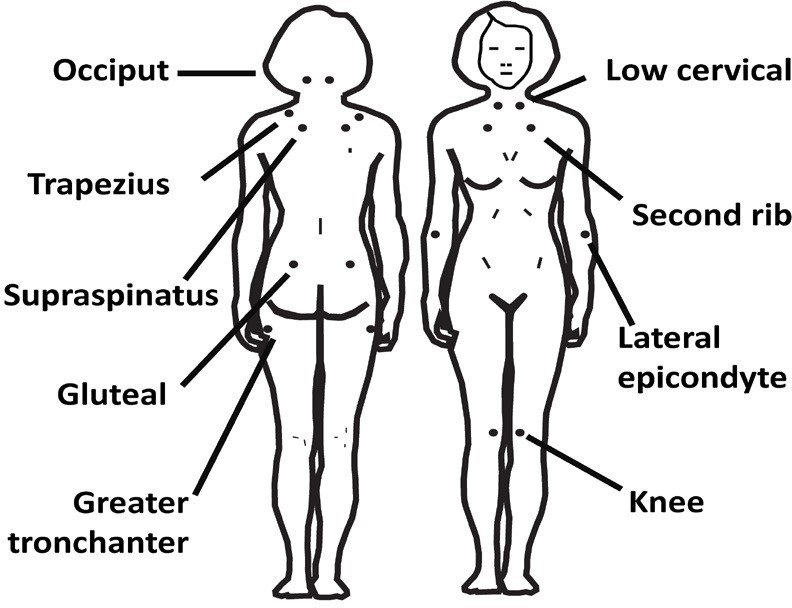 Occiput
Trapezius
Supraspinatus
Gluteal
Greater
tronchanter
Low cervical
Second rib
Lateral
epicondyte
Knee